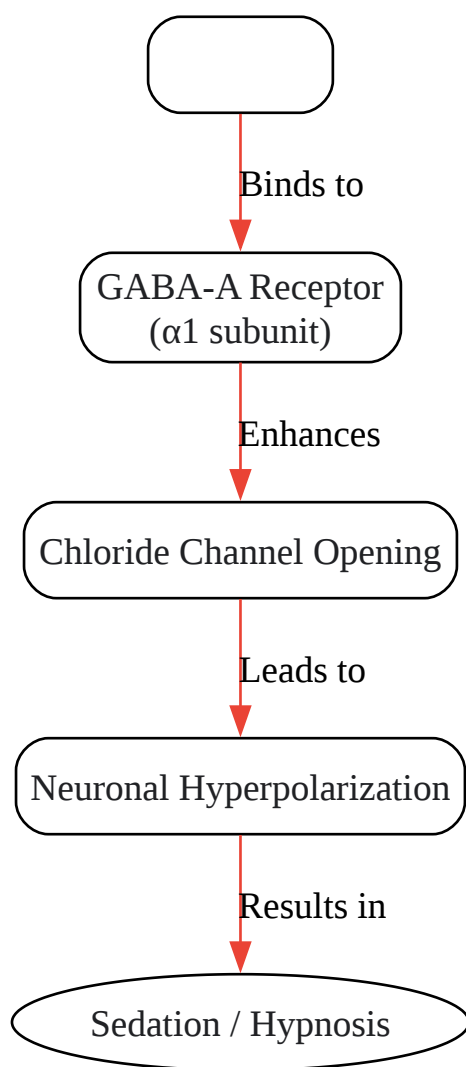 Binds to
GABA-A Receptor
(α1 subunit)
Enhances
Chloride Channel Opening
Leads to
Neuronal Hyperpolarization
Results in
Sedation / Hypnosis